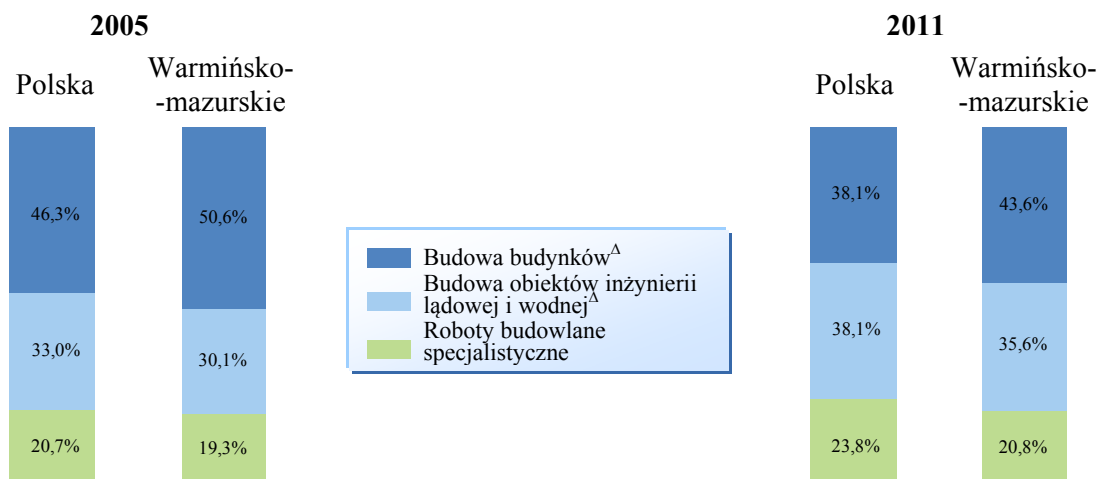 2005
Polska
Warmińsko-
-mazurskie
46,3%
50,6%
33,0%
30,1%
20,7%
19,3%
Budowa budynków^Δ
Budowa obiektów inżynierii
lądowej i wodnej^Δ
Roboty budowlane
specjalistyczne
2011
Polska
Warmińsko-
-mazurskie
38,1%
43,6%
38,1%
35,6%
23,8%
20,8%